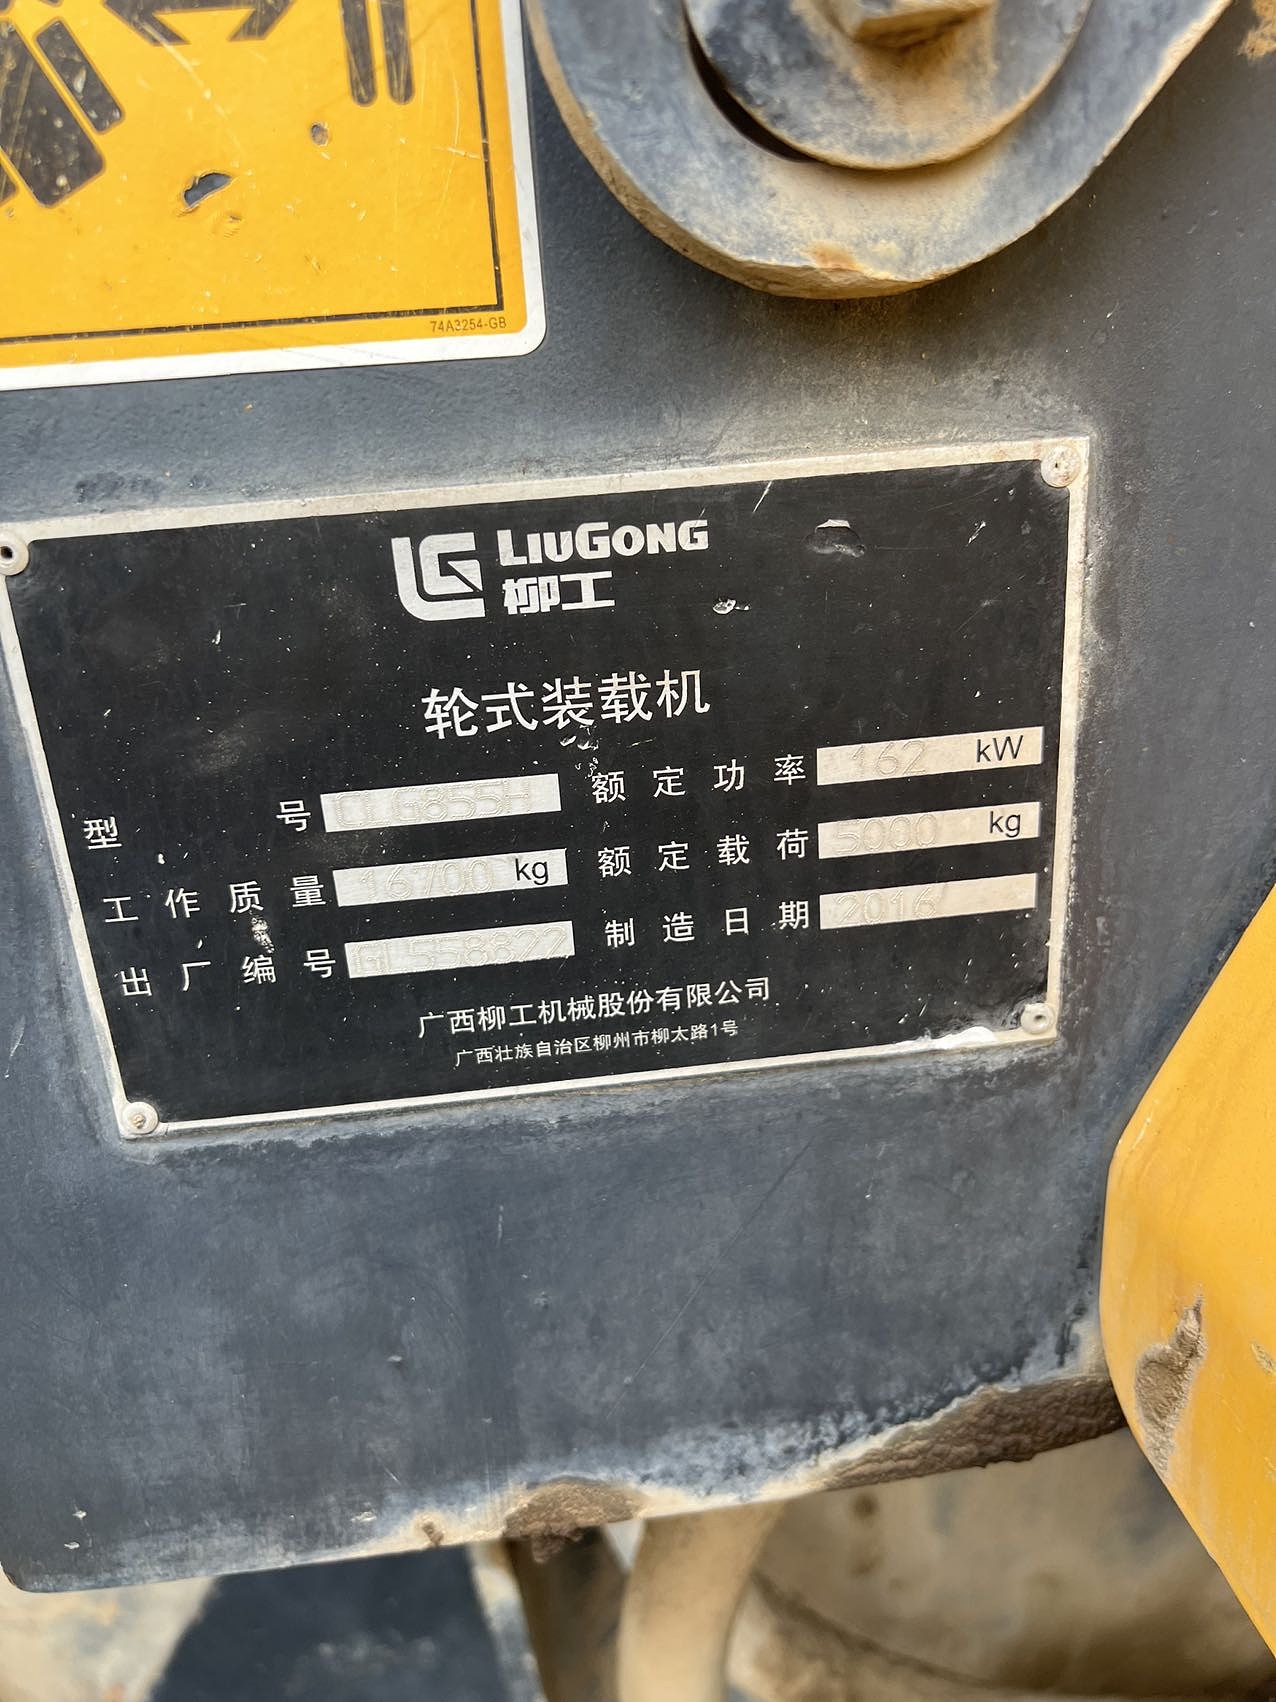 74A3254-GB
LG LIUGONG
柳工
轮式装载机
型号 CLG855H 额定功率 162 kW
工作质量 16700 kg 额定载荷 5000 kg
出厂编号 GL558822 制造日期 2016
广西柳工机械股份有限公司
广西壮族自治区柳州市柳太路1号